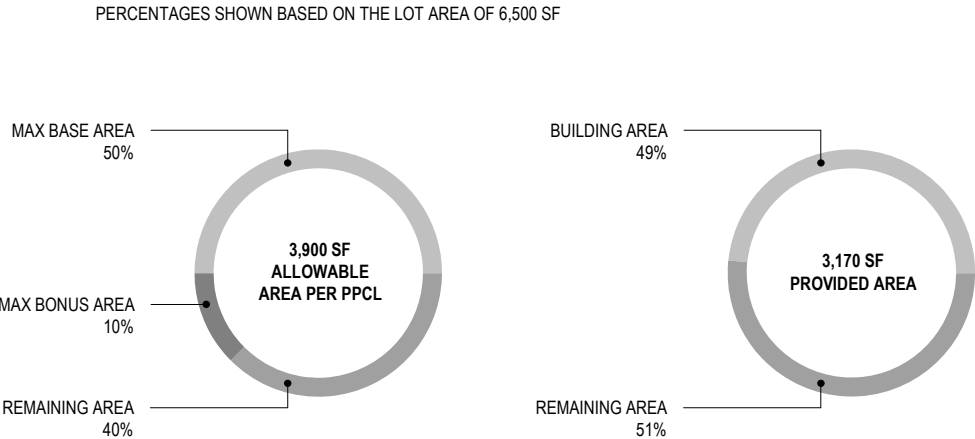 PERCENTAGES SHOWN BASED ON THE LOT AREA OF 6,500 SF
MAX BASE AREA
50%
3,900 SF
ALLOWABLE
AREA PER PPCL
MAX BONUS AREA
10%
REMAINING AREA
40%
BUILDING AREA
49%
3,170 SF
PROVIDED AREA
REMAINING AREA
51%